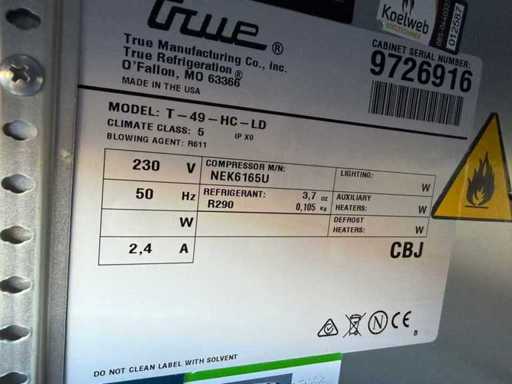 True®
True Manufacturing Co., Inc.
True Refrigeration®
O'Fallon, MO 63366
MADE IN THE USA
Koelweb
012587
CABINET SERIAL NUMBER:
9726916
MODEL: T-49-HC-LD
CLIMATE CLASS: 5 IP X0
BLOWING AGENT: R611
230 V
COMPRESSOR M/N:
NEK6165U
LIGHTING:
W
50 Hz
REFRIGERANT: 3,7 oz
R290 0,105 kg
AUXILIARY
HEATERS: W
W
DEFROST
HEATERS: W
2,4 A
CBJ
N CE
B
DO NOT CLEAN LABEL WITH SOLVENT